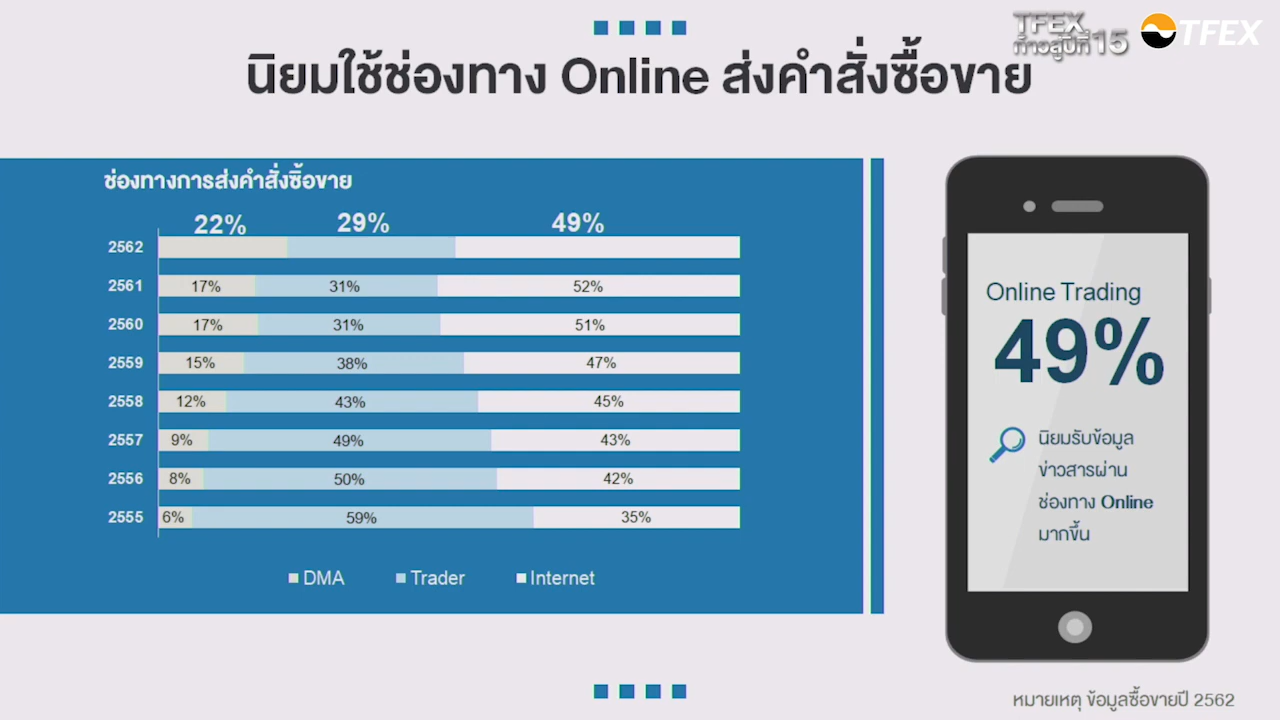 TFEX
ก้าวสู่ปีที่ 15
TFEX
นิยมใช้ช่องทาง Online ส่งคำสั่งซื้อขาย
ช่องทางการส่งคำสั่งซื้อขาย
22% 29% 49%
2562
2561 17% 31% 52%
2560 17% 31% 51%
2559 15% 38% 47%
2558 12% 43% 45%
2557 9% 49% 43%
2556 8% 50% 42%
2555 6% 59% 35%
DMA Trader Internet
Online Trading
49%
นิยมรับข้อมูล
ข่าวสารผ่าน
ช่องทาง Online
มากขึ้น
หมายเหตุ ข้อมูลซื้อขายปี 2562